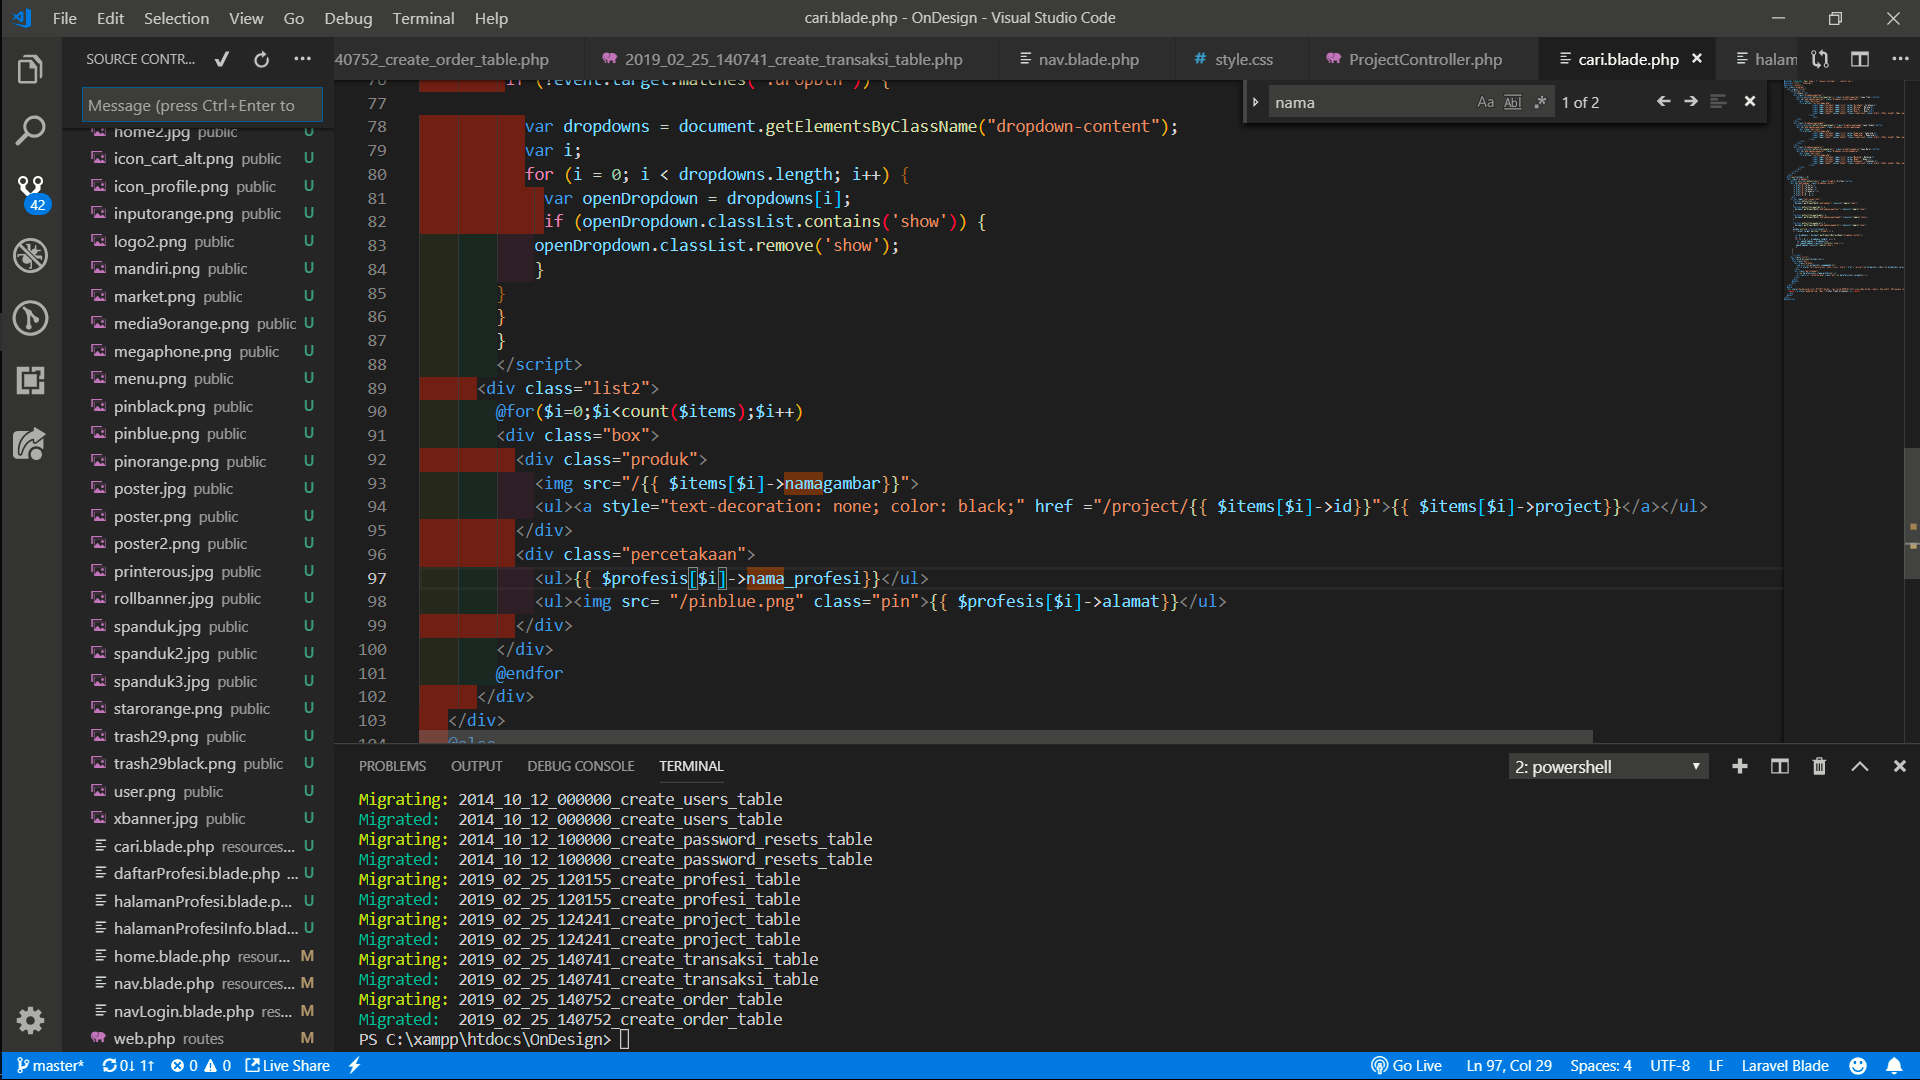 File Edit Selection View Go Debug Terminal Help
cari.blade.php - OnDesign - Visual Studio Code
SOURCE CONTR...
40752_create_order_table.php
2019_02_25_140741_create_transaksi_table.php
nav.blade.php
# style.css
ProjectController.php
cari.blade.php
halam
Message (press Ctrl+Enter to
home2.jpg public U
icon_cart_alt.png public U
icon_profile.png public U
inputorange.png public U
logo2.png public U
mandiri.png public U
market.png public U
media9orange.png public U
megaphone.png public U
menu.png public U
pinblack.png public U
pinblue.png public U
pinorange.png public U
poster.jpg public U
poster.png public U
poster2.png public U
printerous.jpg public U
rollbanner.jpg public U
spanduk.jpg public U
spanduk2.jpg public U
spanduk3.jpg public U
starorange.png public U
trash29.png public U
trash29black.png public U
user.png public U
xbanner.jpg public U
cari.blade.php resources... U
daftarProfesi.blade.php ... U
halamanProfesi.blade.p... U
halamanProfesiInfo.blad... U
home.blade.php resour... M
nav.blade.php resources... M
navLogin.blade.php res... M
web.php routes M
42
nama Aa Abl .* 1 of 2
76 if (!event.target.matches('.dropbtn')) {
77
78 var dropdowns = document.getElementsByClassName("dropdown-content");
79 var i;
80 for (i = 0; i < dropdowns.length; i++) {
81 var openDropdown = dropdowns[i];
82 if (openDropdown.classList.contains('show')) {
83 openDropdown.classList.remove('show');
84 }
85 }
86 }
87 }
88 </script>
89 <div class="list2">
90 @for($i=0;$i<count($items);$i++)
91 <div class="box">
92 <div class="produk">
93 <img src="/{{ $items[$i]->namagambar}}">
94 <ul><a style="text-decoration: none; color: black;" href ="/project/{{ $items[$i]->id}}">{{ $items[$i]->project}}</a></ul>
95 </div>
96 <div class="percetakaan">
97 <ul>{{ $profesis[$i]->nama_profesi}}</ul>
98 <ul><img src= "/pinblue.png" class="pin">{{ $profesis[$i]->alamat}}</ul>
99 </div>
100 </div>
101 @endfor
102 </div>
103 </div>
104 @else
PROBLEMS OUTPUT DEBUG CONSOLE TERMINAL
2: powershell
Migrating: 2014_10_12_000000_create_users_table
Migrated: 2014_10_12_000000_create_users_table
Migrating: 2014_10_12_100000_create_password_resets_table
Migrated: 2014_10_12_100000_create_password_resets_table
Migrating: 2019_02_25_120155_create_profesi_table
Migrated: 2019_02_25_120155_create_profesi_table
Migrating: 2019_02_25_124241_create_project_table
Migrated: 2019_02_25_124241_create_project_table
Migrating: 2019_02_25_140741_create_transaksi_table
Migrated: 2019_02_25_140741_create_transaksi_table
Migrating: 2019_02_25_140752_create_order_table
Migrated: 2019_02_25_140752_create_order_table
PS C:\xampp\htdocs\OnDesign>
master* 0↓ 1↑ 0 0 Live Share
Go Live Ln 97, Col 29 Spaces: 4 UTF-8 LF Laravel Blade